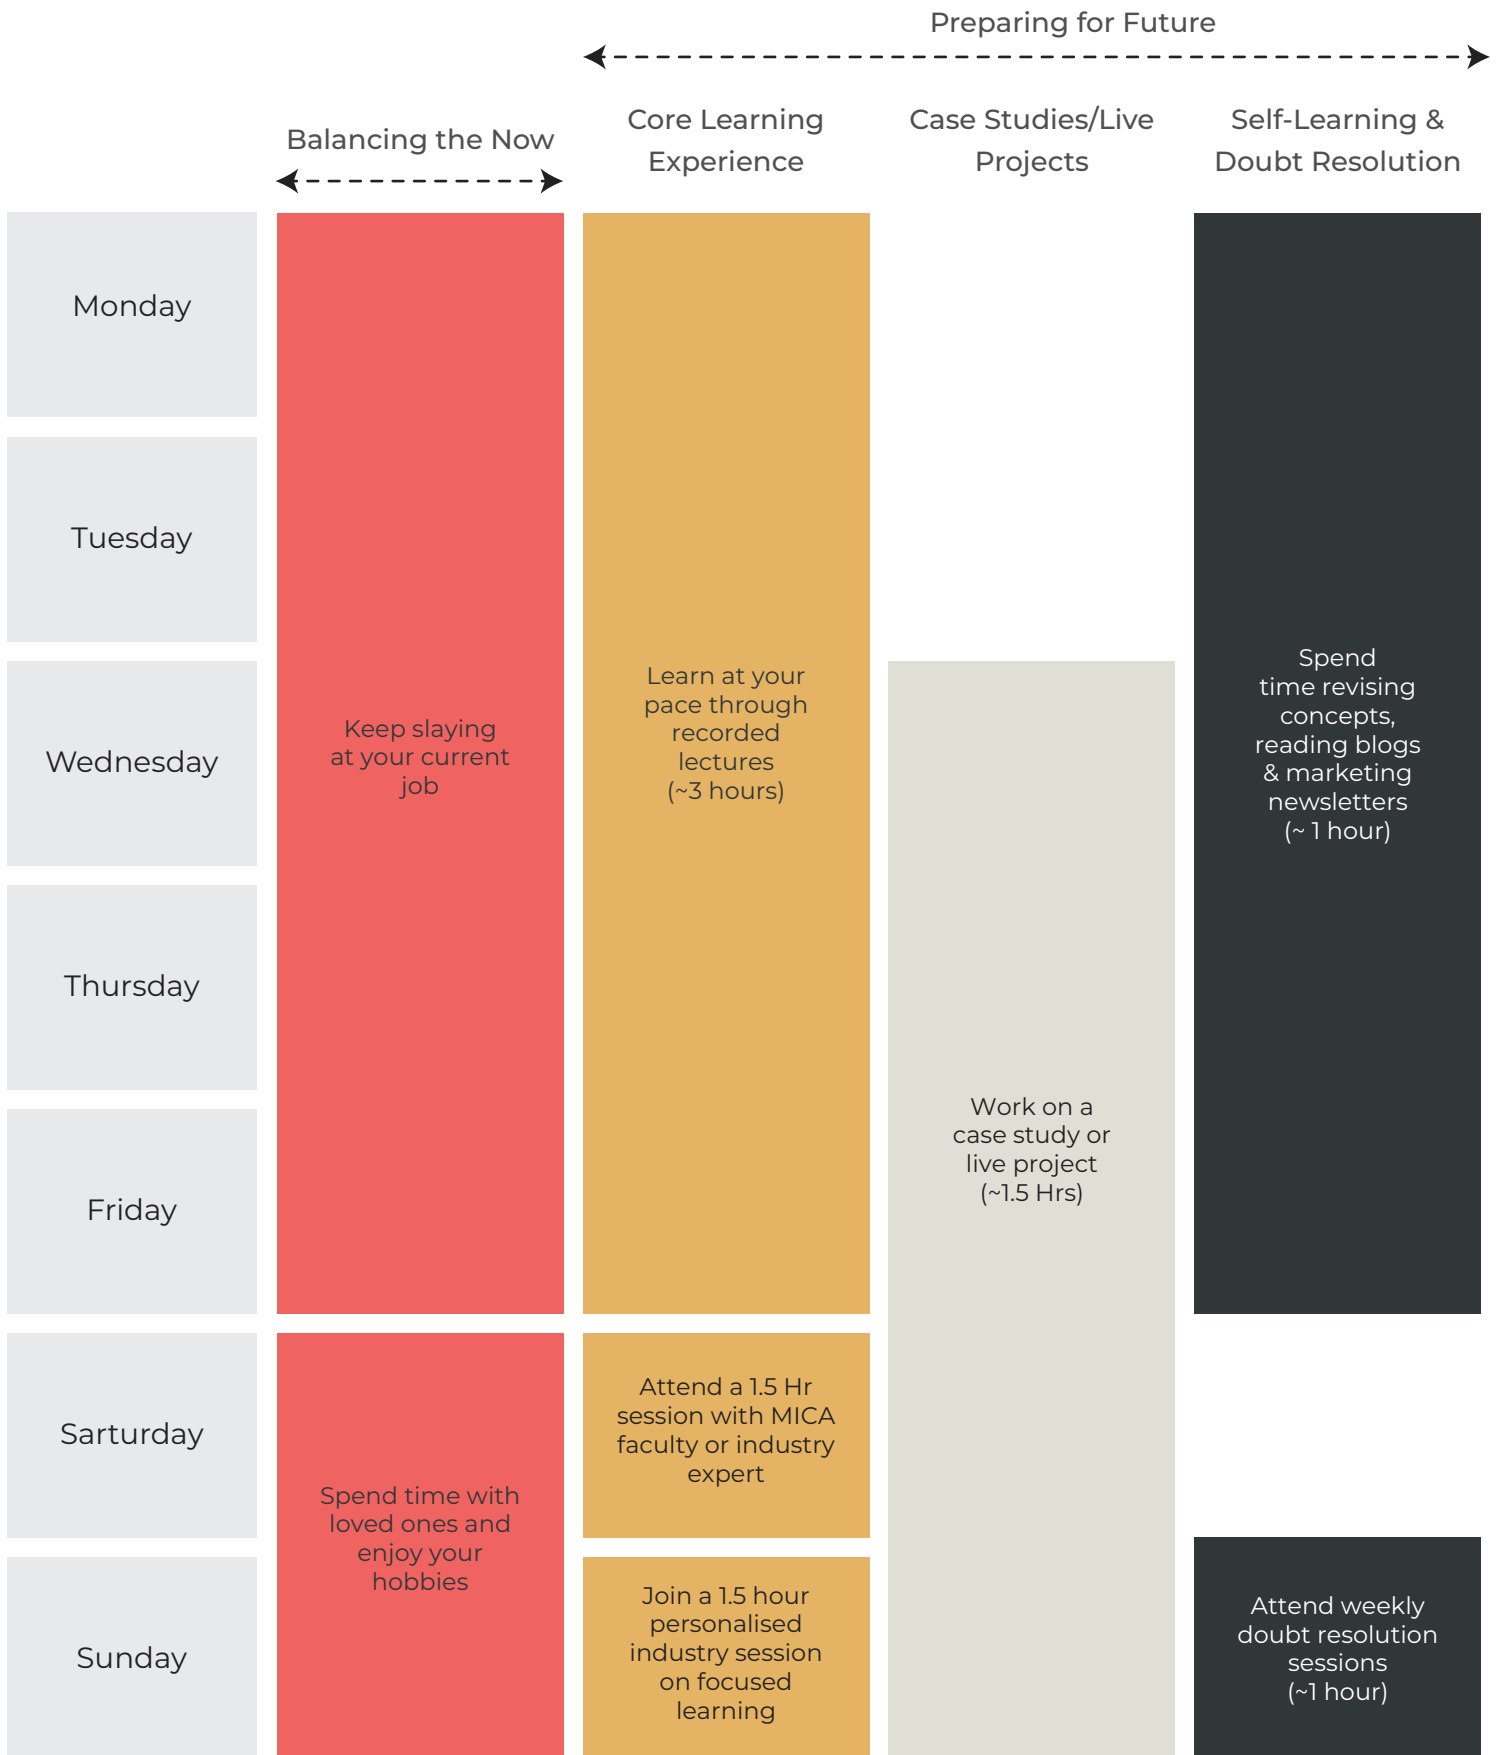 Preparing for Future
Balancing the Now
Core Learning
Experience
Case Studies/Live
Projects
Self-Learning &
Doubt Resolution
Monday
Tuesday
Wednesday
Thursday
Friday
Sarturday
Sunday
Keep slaying
at your current
job
Spend time with
loved ones and
enjoy your
hobbies
Learn at your
pace through
recorded
lectures
(~3 hours)
Attend a 1.5 Hr
session with MICA
faculty or industry
expert
Join a 1.5 hour
personalised
industry session
on focused
learning
Work on a
case study or
live project
(~1.5 Hrs)
Spend
time revising
concepts,
reading blogs
& marketing
newsletters
(~ 1 hour)
Attend weekly
doubt resolution
sessions
(~1 hour)